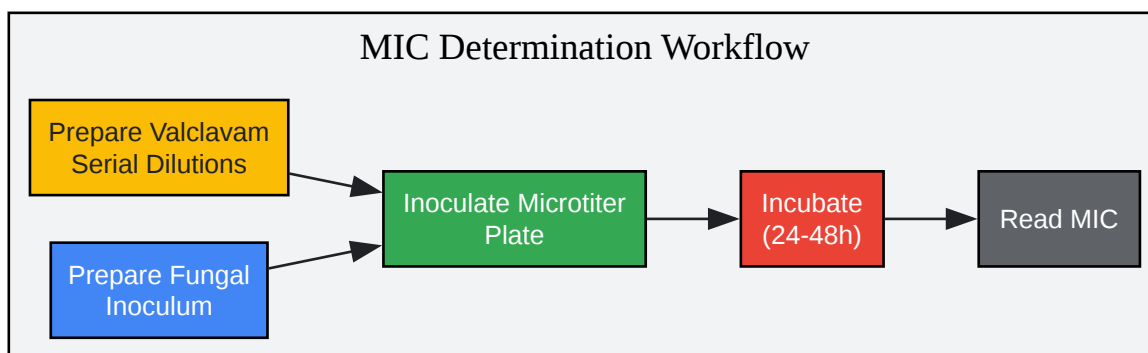 MIC Determination Workflow
Prepare Valclavam
Serial Dilutions
Prepare Fungal
Inoculum
Inoculate Microtiter
Plate
Incubate
(24-48h)
Read MIC